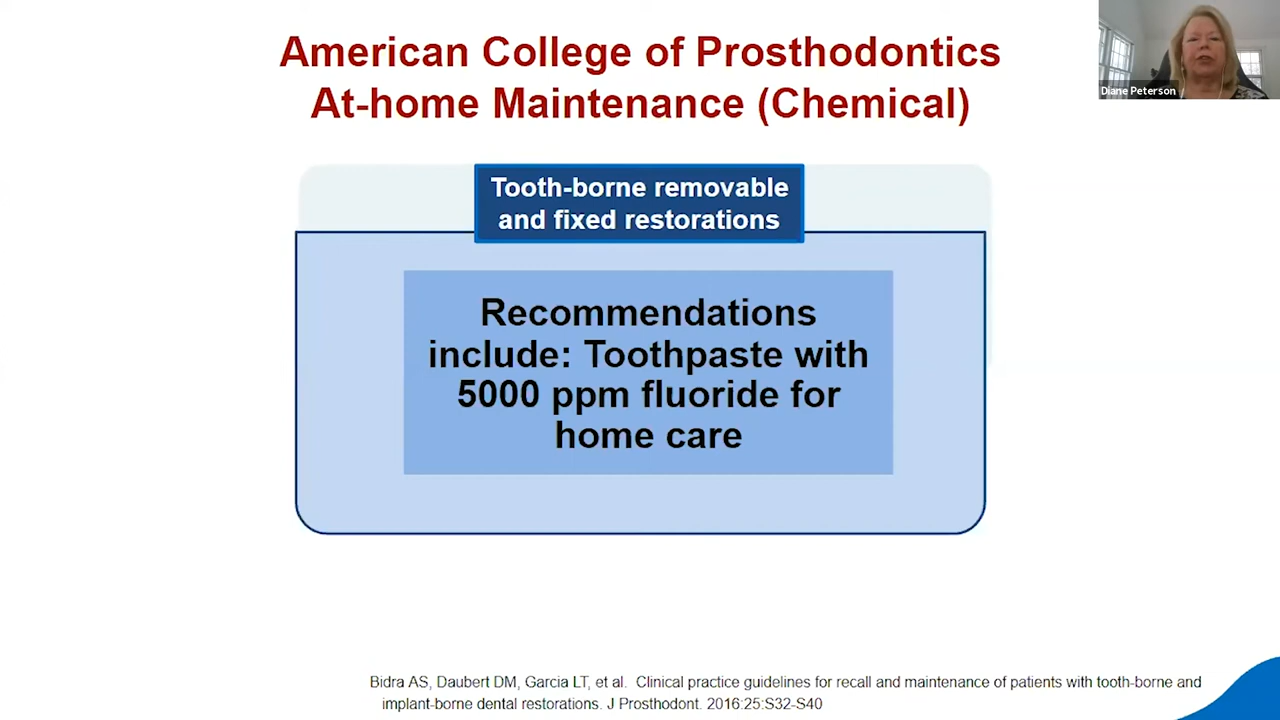 American College of Prosthodontics
At-home Maintenance (Chemical)
Diane Peterson
Tooth-borne removable
and fixed restorations
Recommendations
include: Toothpaste with
5000 ppm fluoride for
home care
Bidra AS, Daubert DM, Garcia LT, et al. Clinical practice guidelines for recall and maintenance of patients with tooth-borne and
implant-borne dental restorations. J Prosthodont. 2016:25:S32-S40